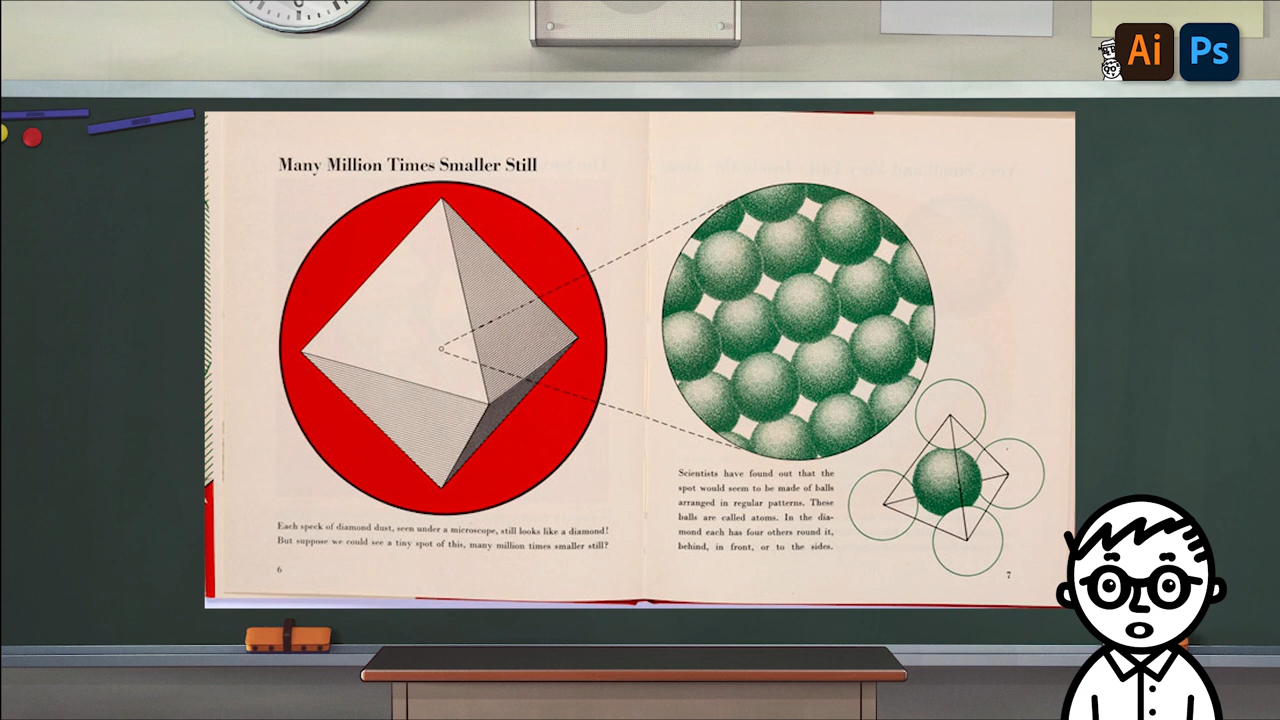 Ai Ps
Many Million Times Smaller Still
Each speck of diamond dust, seen under a microscope, still looks like a diamond!
But suppose we could see a tiny spot of this, many million times smaller still?
6
Scientists have found out that the
spot would seem to be made of balls
arranged in regular patterns. These
balls are called atoms. In the dia-
mond each has four others round it,
behind, in front, or to the sides.
7